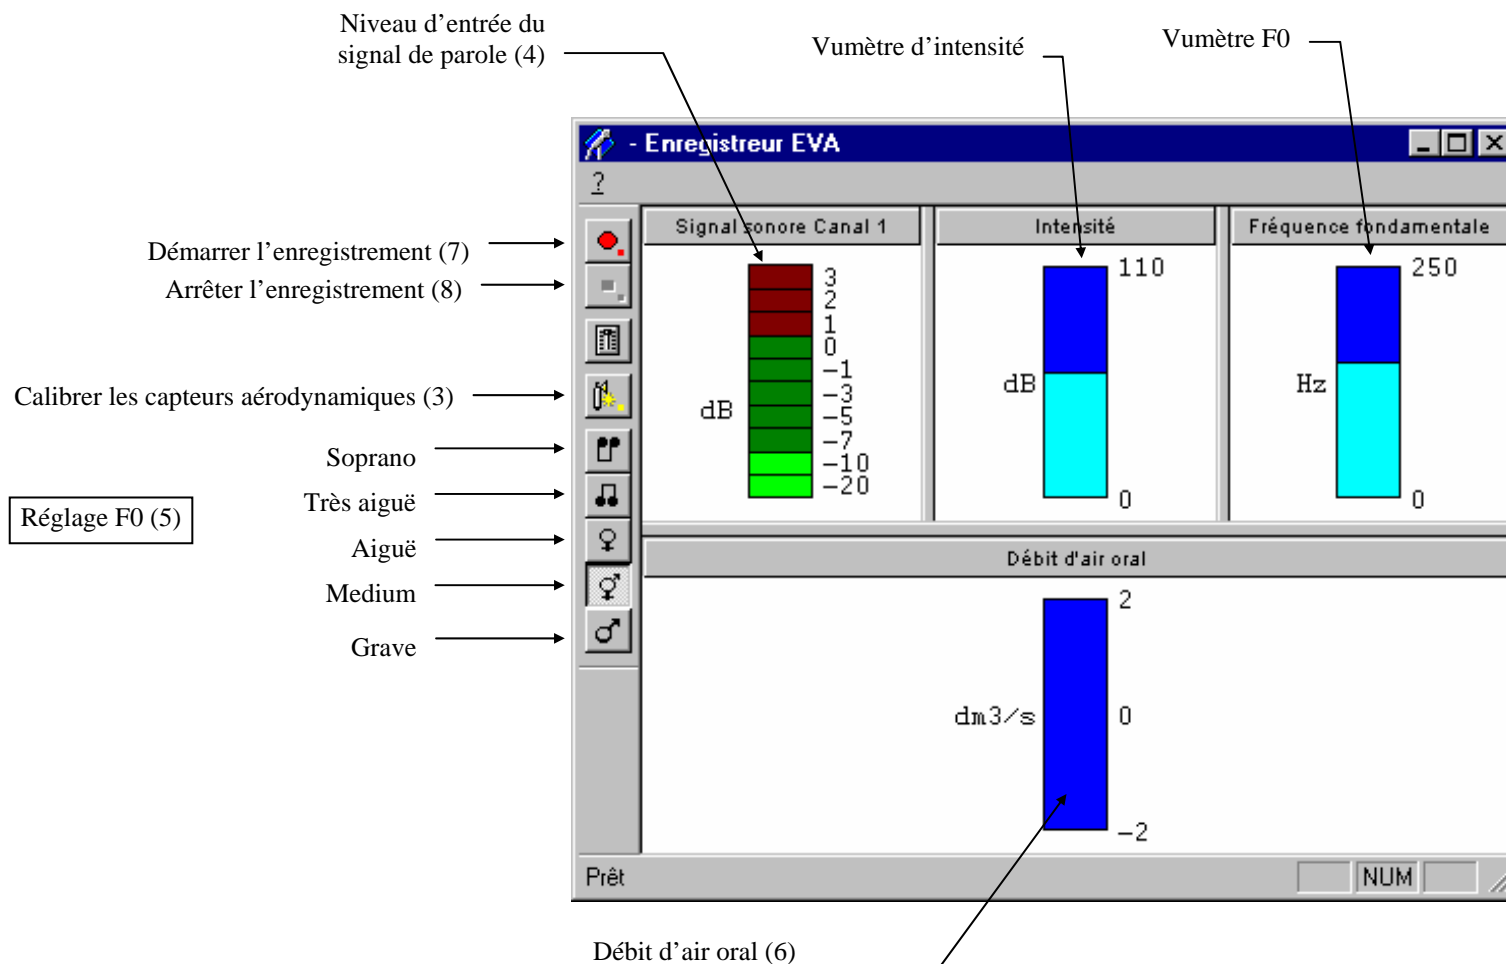 Niveau d'entrée du
signal de parole (4)
Vumètre d'intensité
Vumètre F0
- Enregistreur EVA
?
Signal sonore Canal 1
Intensité
Fréquence fondamentale
Démarrer l'enregistrement (7)
Arrêter l'enregistrement (8)
Calibrer les capteurs aérodynamiques (3)
Soprano
Très aiguë
Réglage F0 (5)
Aiguë
Medium
Grave
dB
3
2
1
0
-1
-3
-5
-7
-10
-20
dB
110
0
Hz
250
0
Débit d'air oral
dm3/s
2
0
-2
Prêt
NUM
Débit d'air oral (6)